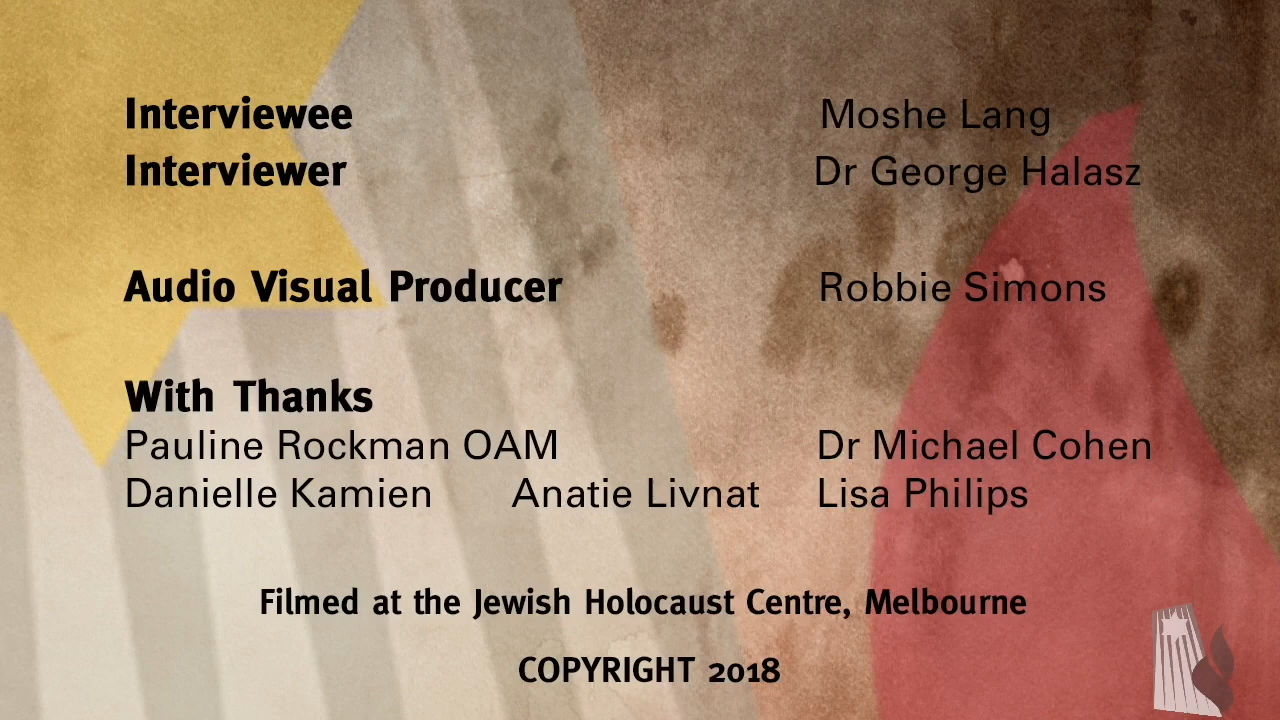 Interviewee Moshe Lang
Interviewer Dr George Halasz
Audio Visual Producer Robbie Simons
With Thanks
Pauline Rockman OAM Dr Michael Cohen
Danielle Kamien Anatie Livnat Lisa Philips
Filmed at the Jewish Holocaust Centre, Melbourne
COPYRIGHT 2018